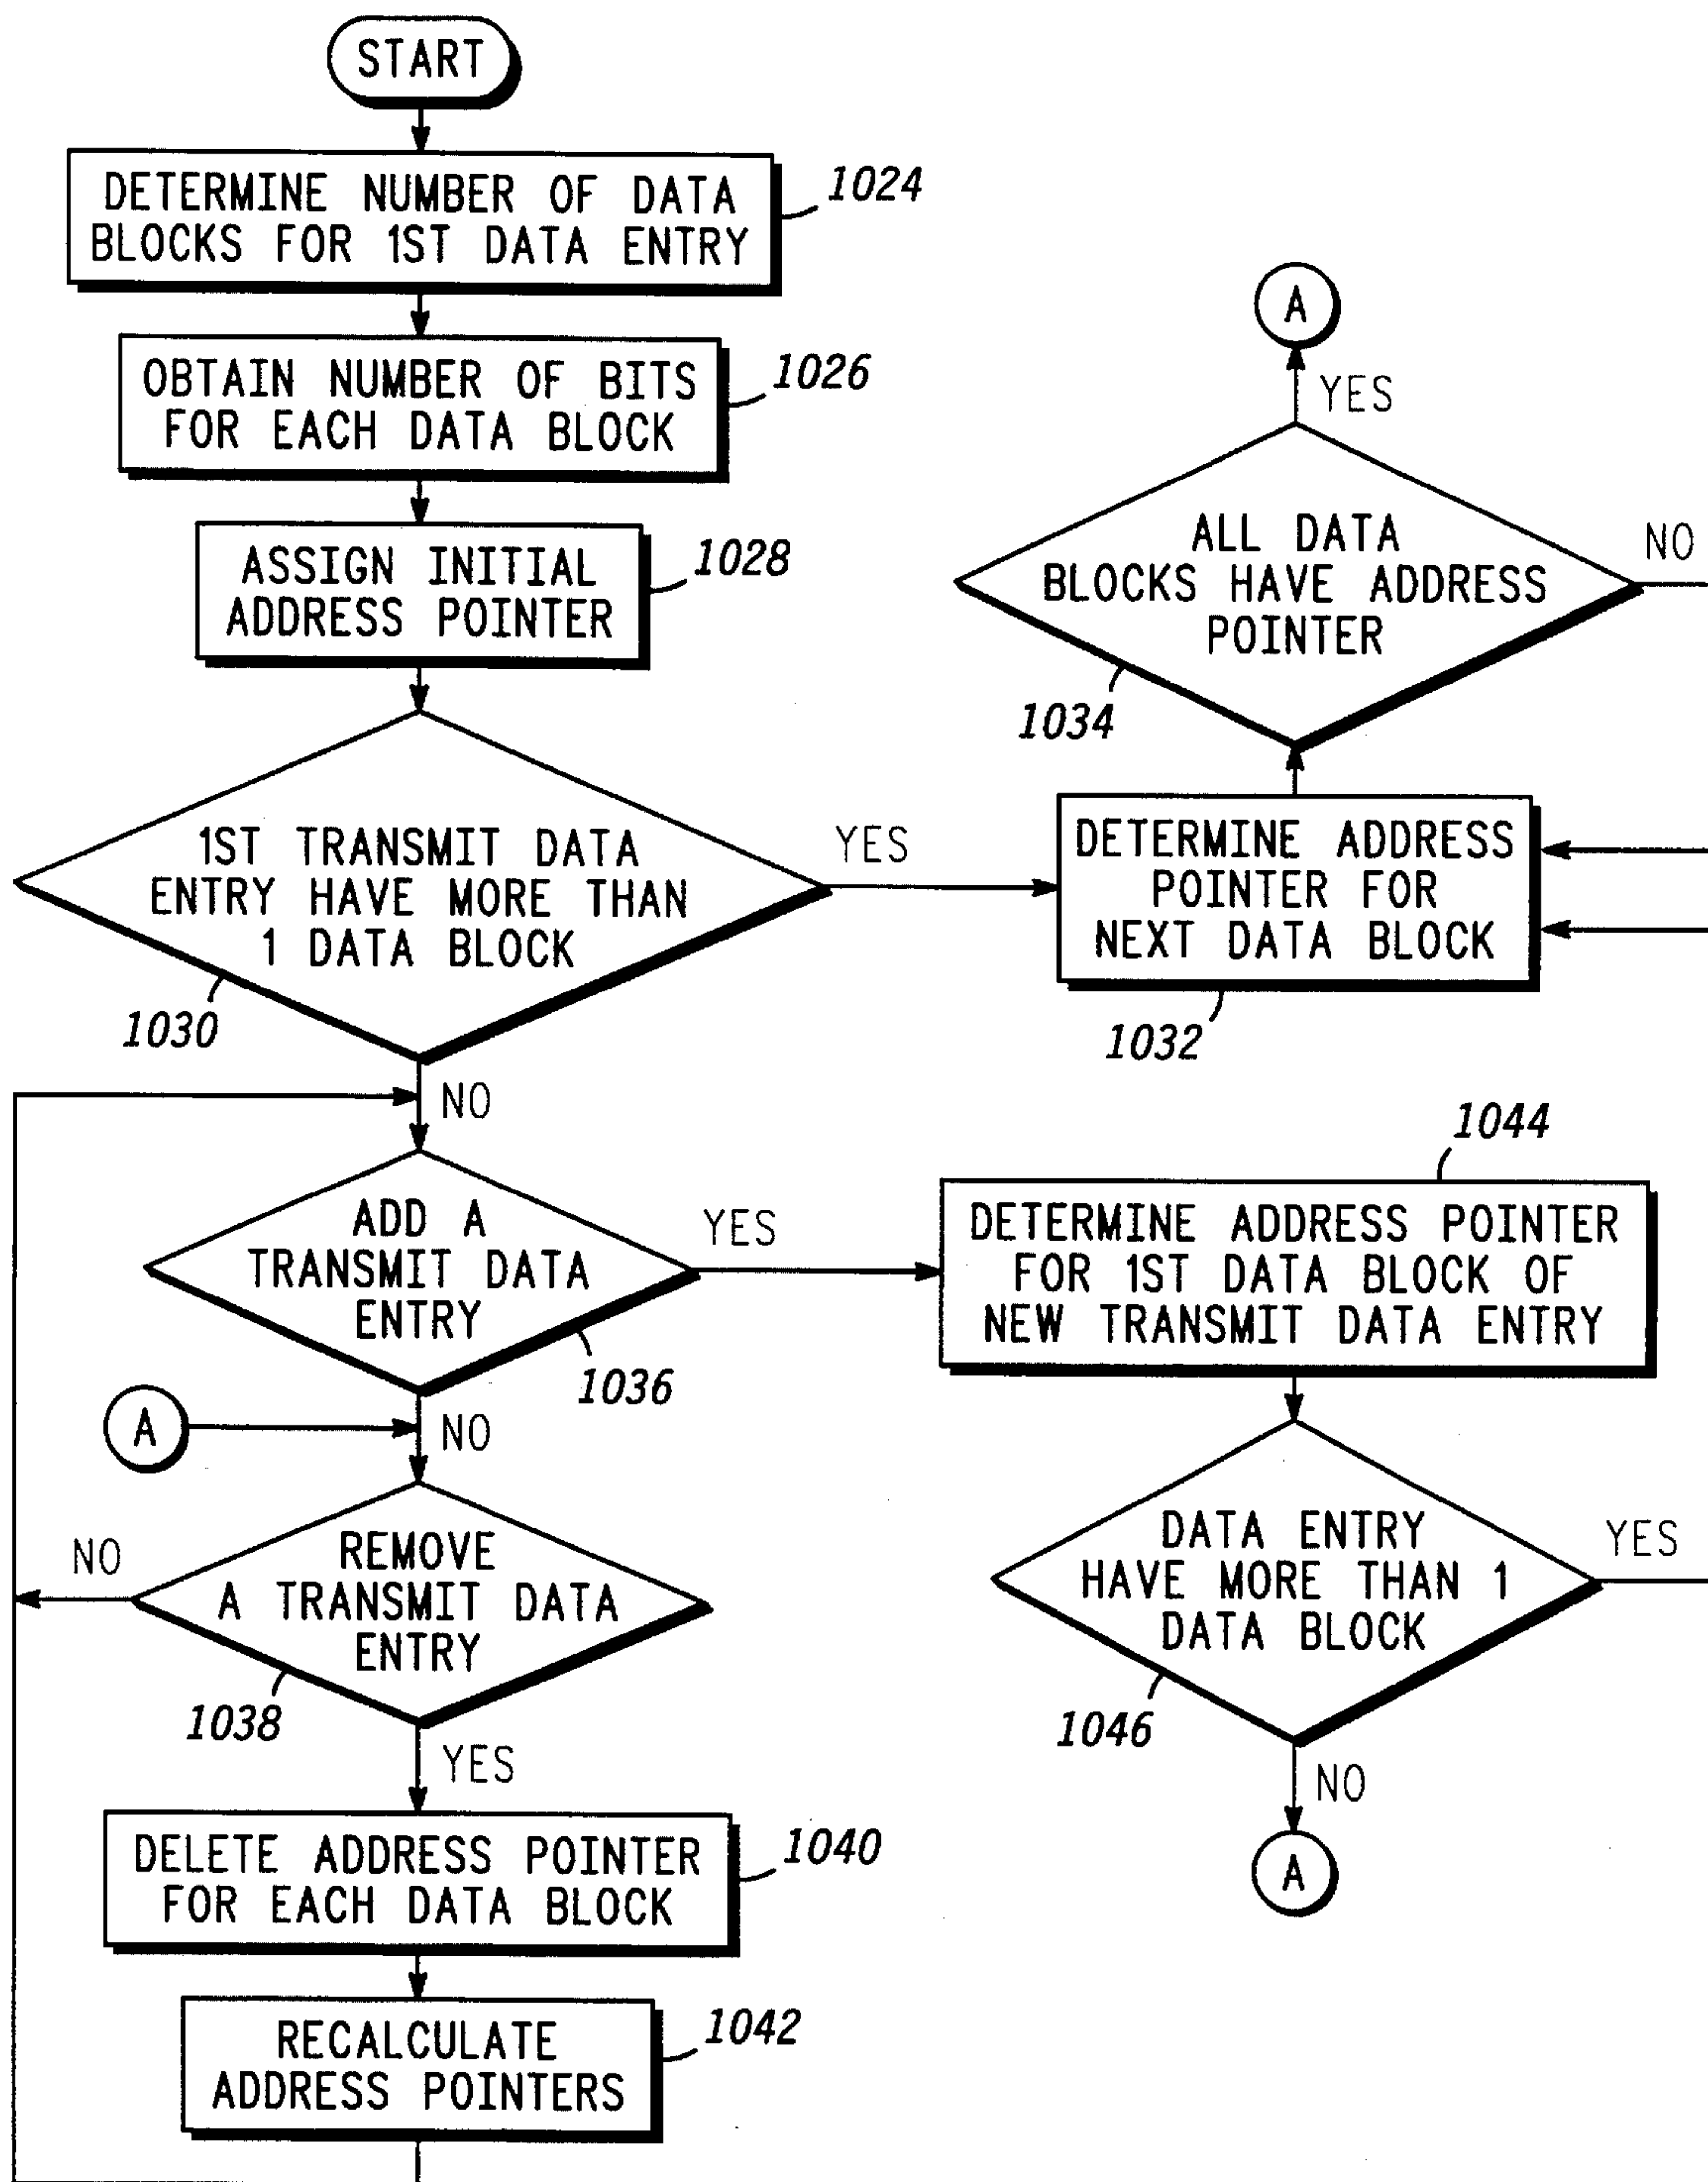 START
DETERMINE NUMBER OF DATA
BLOCKS FOR 1ST DATA ENTRY
1024
OBTAIN NUMBER OF BITS
FOR EACH DATA BLOCK
1026
ASSIGN INITIAL
ADDRESS POINTER
1028
1ST TRANSMIT DATA
ENTRY HAVE MORE THAN
1 DATA BLOCK
1030
YES
NO
A
YES
ALL DATA
BLOCKS HAVE ADDRESS
POINTER
NO
1034
DETERMINE ADDRESS
POINTER FOR
NEXT DATA BLOCK
1032
ADD A
TRANSMIT DATA
ENTRY
1036
YES
NO
A
1044
DETERMINE ADDRESS POINTER
FOR 1ST DATA BLOCK OF
NEW TRANSMIT DATA ENTRY
DATA ENTRY
HAVE MORE THAN 1
DATA BLOCK
YES
1046
NO
A
REMOVE
A TRANSMIT DATA
ENTRY
NO
1038
YES
DELETE ADDRESS POINTER
FOR EACH DATA BLOCK
1040
RECALCULATE
ADDRESS POINTERS
1042